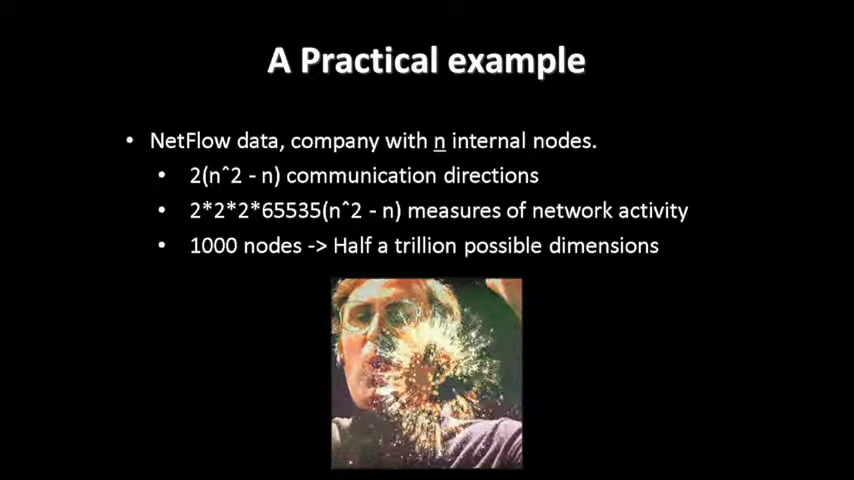 A Practical example
• NetFlow data, company with n internal nodes.
• 2(n^2 - n) communication directions
• 2*2*2*65535(n^2 - n) measures of network activity
• 1000 nodes -> Half a trillion possible dimensions